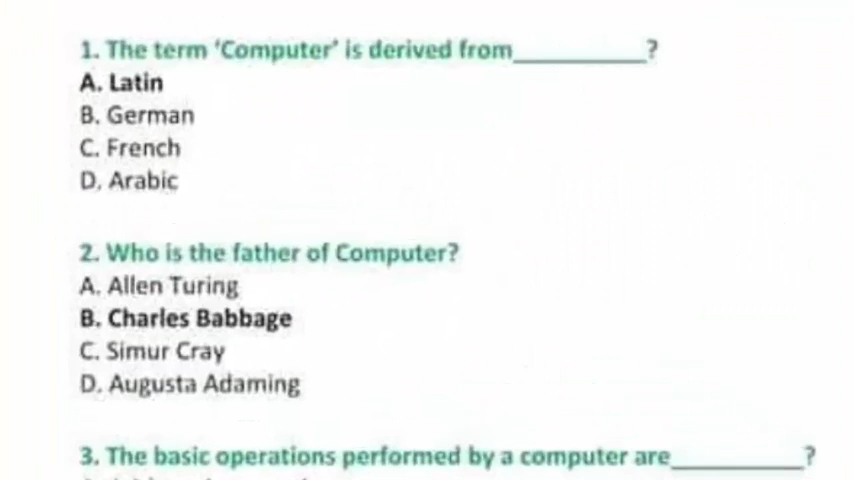 1. The term ‘Computer’ is derived from__________?
A. Latin
B. German
C. French
D. Arabic
2. Who is the father of Computer?
A. Allen Turing
B. Charles Babbage
C. Simur Cray
D. Augusta Adaming
3. The basic operations performed by a computer are__________?